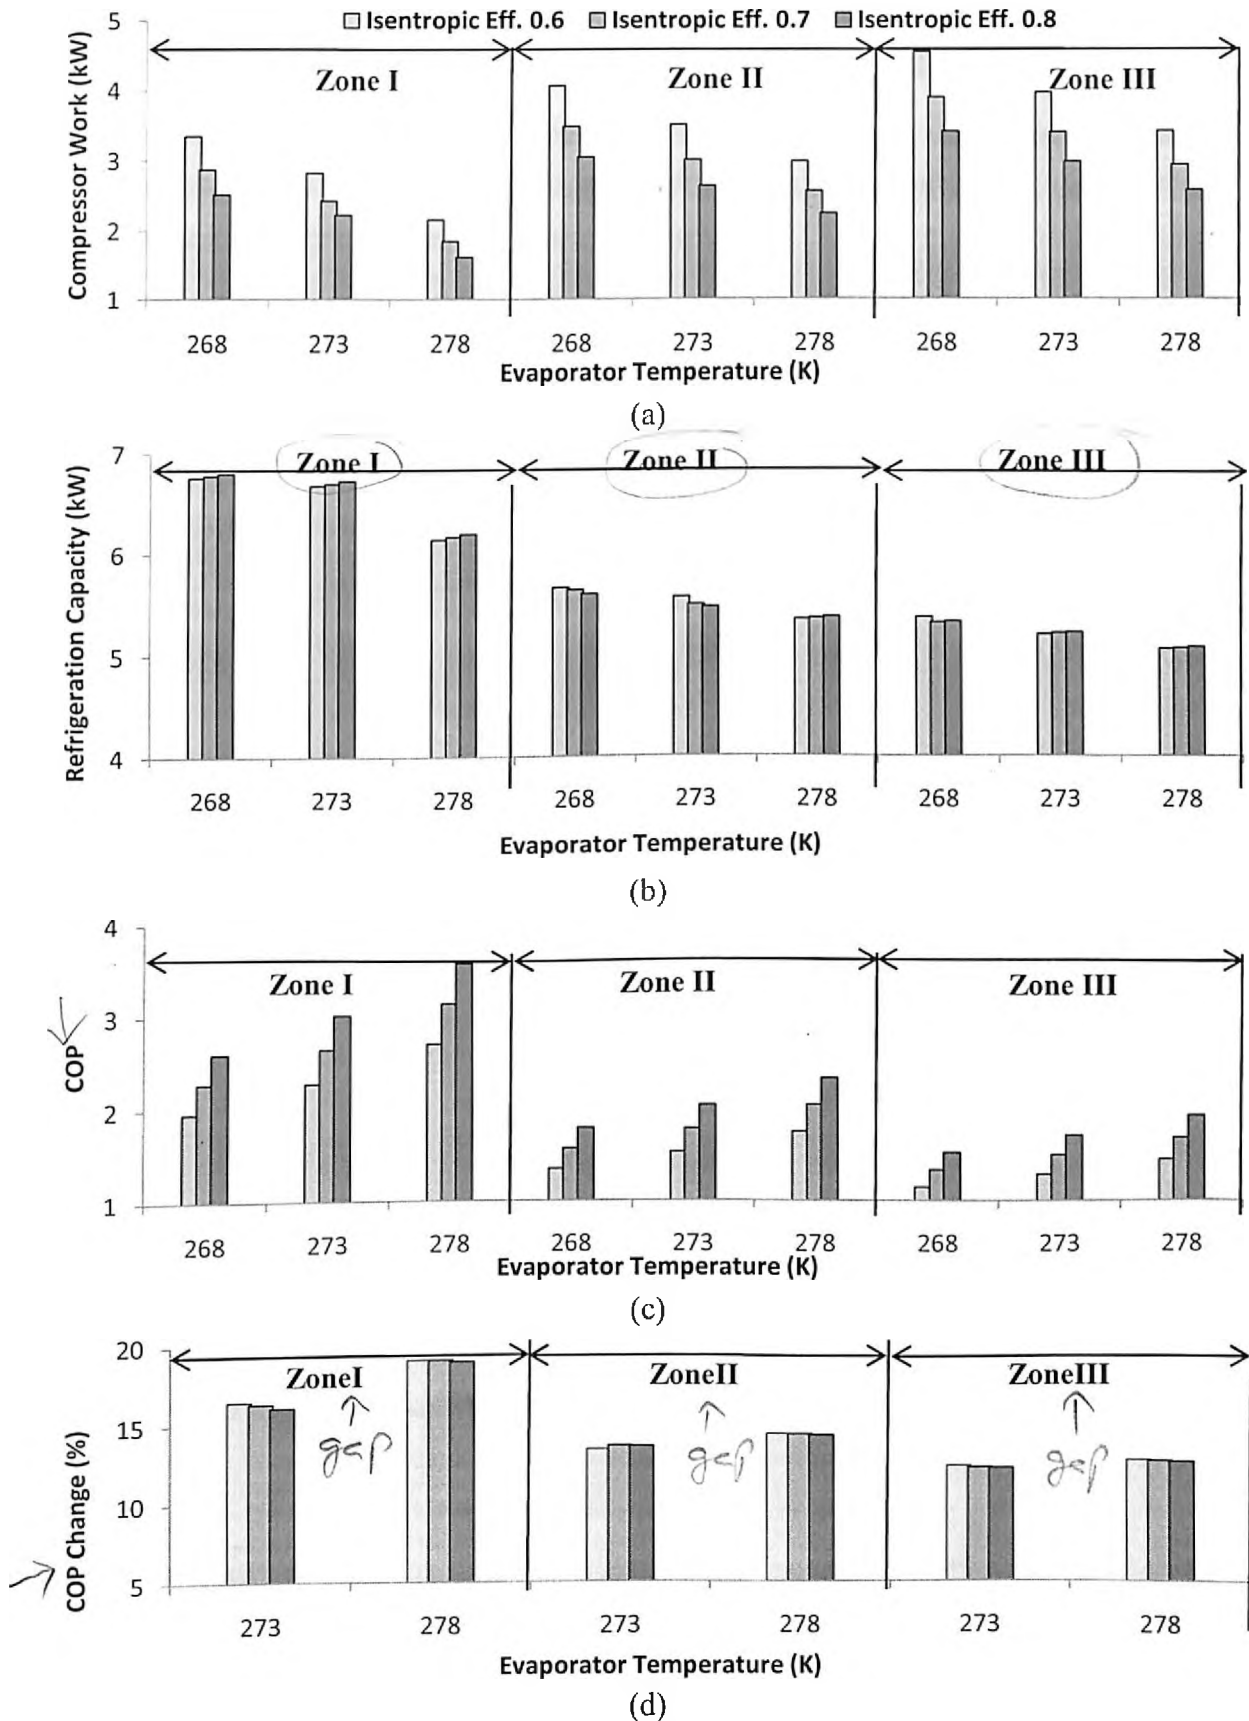 Isentropic Eff. 0.6 Isentropic Eff. 0.7 Isentropic Eff. 0.8
Compressor Work (kW)
5
4
3
2
1
Zone I Zone II Zone III
268 273 278 268 273 278 268 273 278
Evaporator Temperature (K)
(a)
Refrigeration Capacity (kW)
7
6
5
4
Zone I Zone II Zone III
268 273 278 268 273 278 268 273 278
Evaporator Temperature (K)
(b)
COP
4
3
2
1
Zone I Zone II Zone III
268 273 278 268 273 278 268 273 278
Evaporator Temperature (K)
(c)
COP Change (%)
20
15
10
5
ZoneI ZoneII ZoneIII
gap gap gap
273 278 273 278 273 278
Evaporator Temperature (K)
(d)